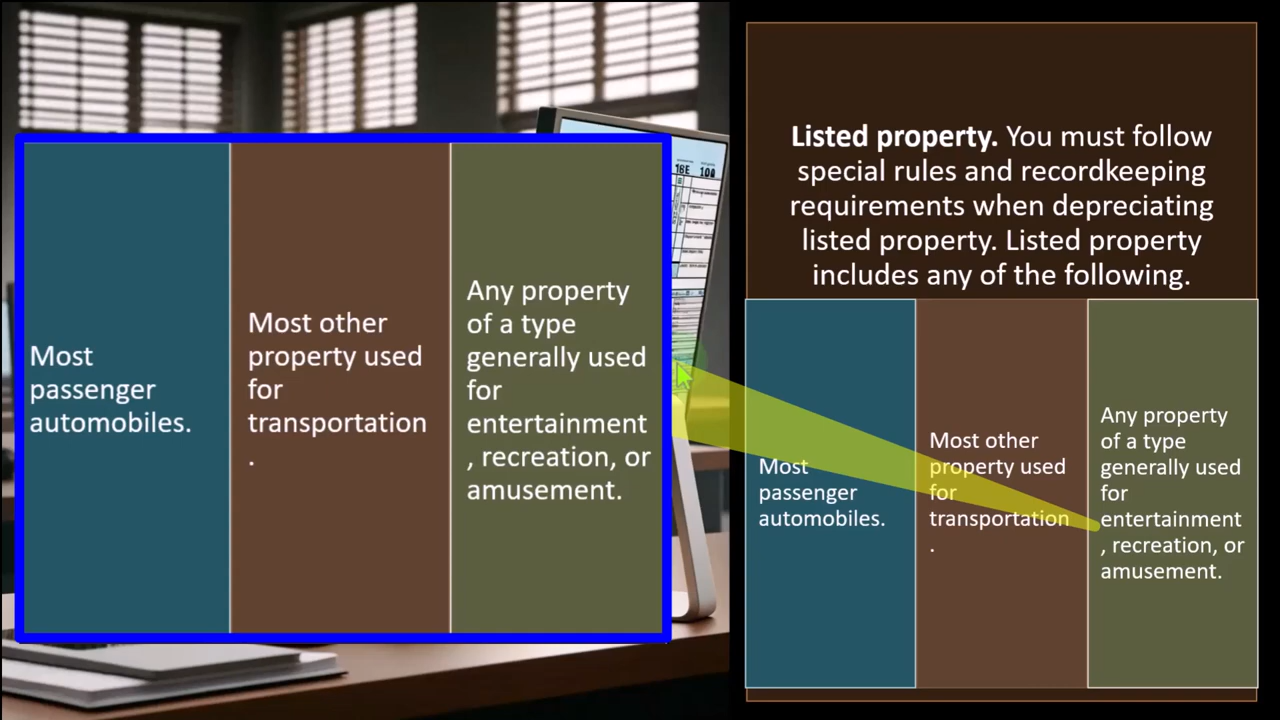 Most
passenger
automobiles.
Most other
property used
for
transportation
.
Any property
of a type
generally used
for
entertainment
, recreation, or
amusement.
16E 100
Listed property. You must follow
special rules and recordkeeping
requirements when depreciating
listed property. Listed property
includes any of the following.
Most
passenger
automobiles.
Most other
property used
for
transportation
.
Any property
of a type
generally used
for
entertainment
, recreation, or
amusement.